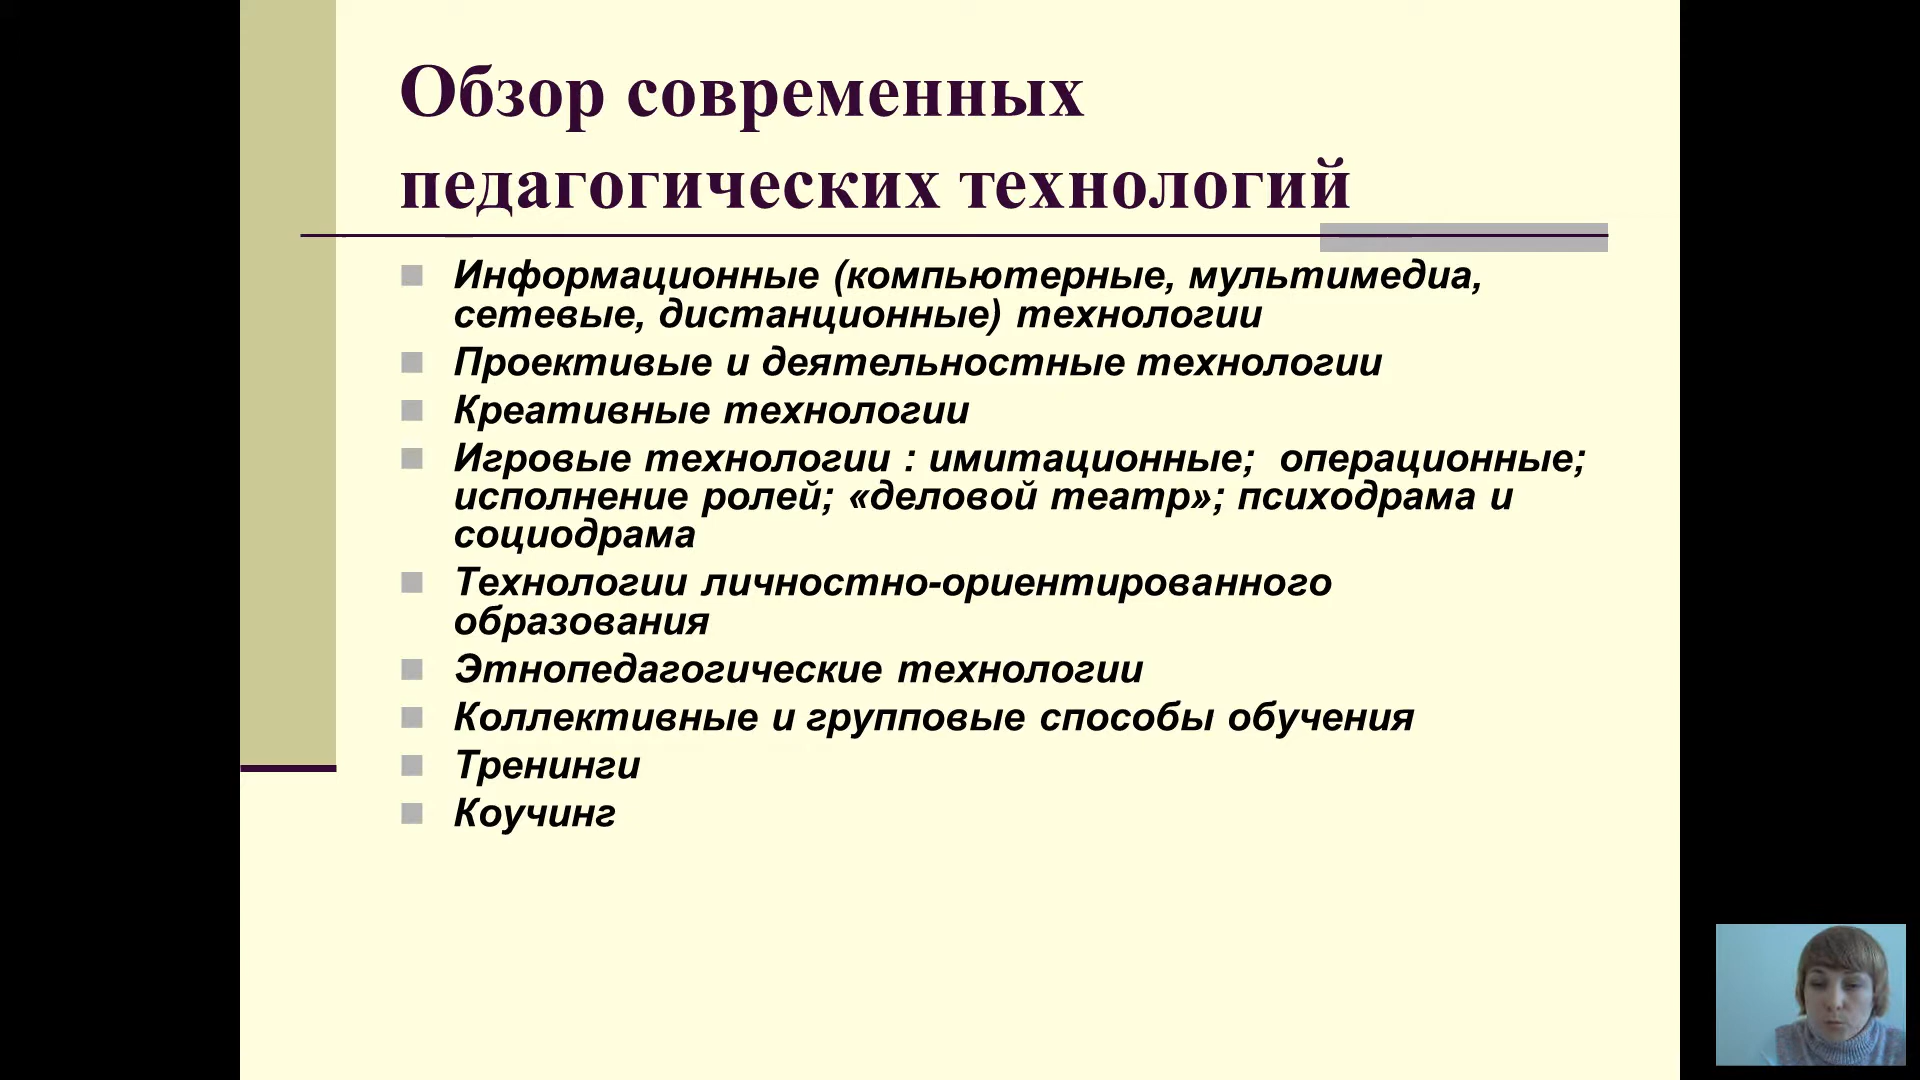 Обзор современных
педагогических технологий
Информационные (компьютерные, мультимедиа,
сетевые, дистанционные) технологии
Проективые и деятельностные технологии
Креативные технологии
Игровые технологии : имитационные; операционные;
исполнение ролей; «деловой театр»; психодрама и
социодрама
Технологии личностно-ориентированного
образования
Этнопедагогические технологии
Коллективные и групповые способы обучения
Тренинги
Коучинг